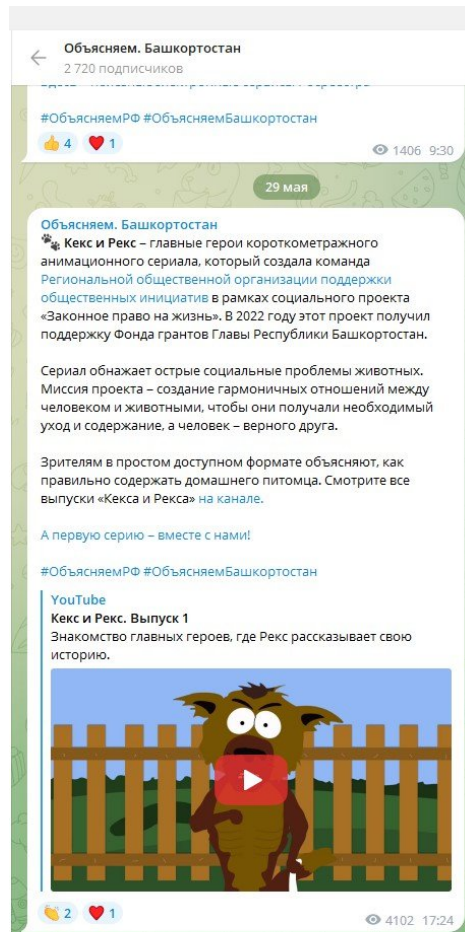 Объясняем. Башкортостан
2 720 подписчиков
#ОбъясняемРФ #ОбъясняемБашкортостан
4 1
1406 9:30
29 мая
Объясняем. Башкортостан
Кекс и Рекс – главные герои короткометражного
анимационного сериала, который создала команда
Региональной общественной организации поддержки
общественных инициатив в рамках социального проекта
«Законное право на жизнь». В 2022 году этот проект получил
поддержку Фонда грантов Главы Республики Башкортостан.
Сериал обнажает острые социальные проблемы животных.
Миссия проекта – создание гармоничных отношений между
человеком и животными, чтобы они получали необходимый
уход и содержание, а человек – верного друга.
Зрителям в простом доступном формате объясняют, как
правильно содержать домашнего питомца. Смотрите все
выпуски «Кекса и Рекса» на канале.
А первую серию – вместе с нами!
#ОбъясняемРФ #ОбъясняемБашкортостан
YouTube
Кекс и Рекс. Выпуск 1
Знакомство главных героев, где Рекс рассказывает свою
историю.
2 1
4102 17:24